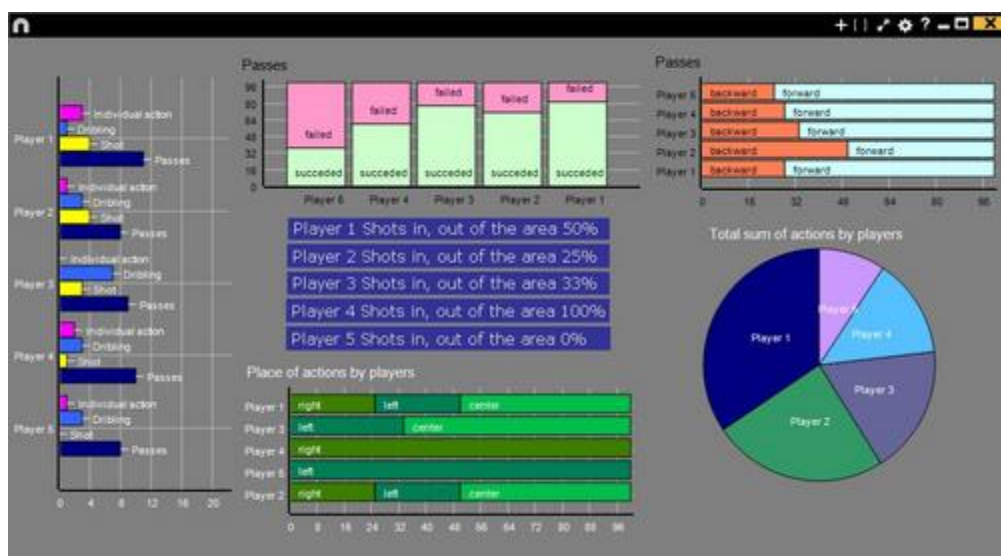 Player 1
Individual action
Dribling
Shot
Passes
Player 2
Individual action
Dribling
Shot
Passes
Player 3
Individual action
Dribling
Shot
Passes
Player 4
Individual action
Dribling
Shot
Passes
Player 5
Individual action
Dribling
Shot
Passes
0 4 8 12 16 20
Passes
96
80
64
48
32
16
0
failed failed failed failed failed
succeded succeded succeded succeded succeded
Player 5 Player 4 Player 3 Player 2 Player 1
Player 1 Shots in, out of the area 50%
Player 2 Shots in, out of the area 25%
Player 3 Shots in, out of the area 33%
Player 4 Shots in, out of the area 100%
Player 5 Shots in, out of the area 0%
Place of actions by players
Player 1 right left center
Player 3 left center
Player 4 right
Player 5 left
Player 2 right left center
0 8 16 24 32 40 48 56 64 72 80 88 96
Passes
Player 5 backward forward
Player 4 backward forward
Player 3 backward forward
Player 2 backward forward
Player 1 backward forward
0 16 32 48 64 80 96
Total sum of actions by players
Player 5
Player 4
Player 1
Player 3
Player 2